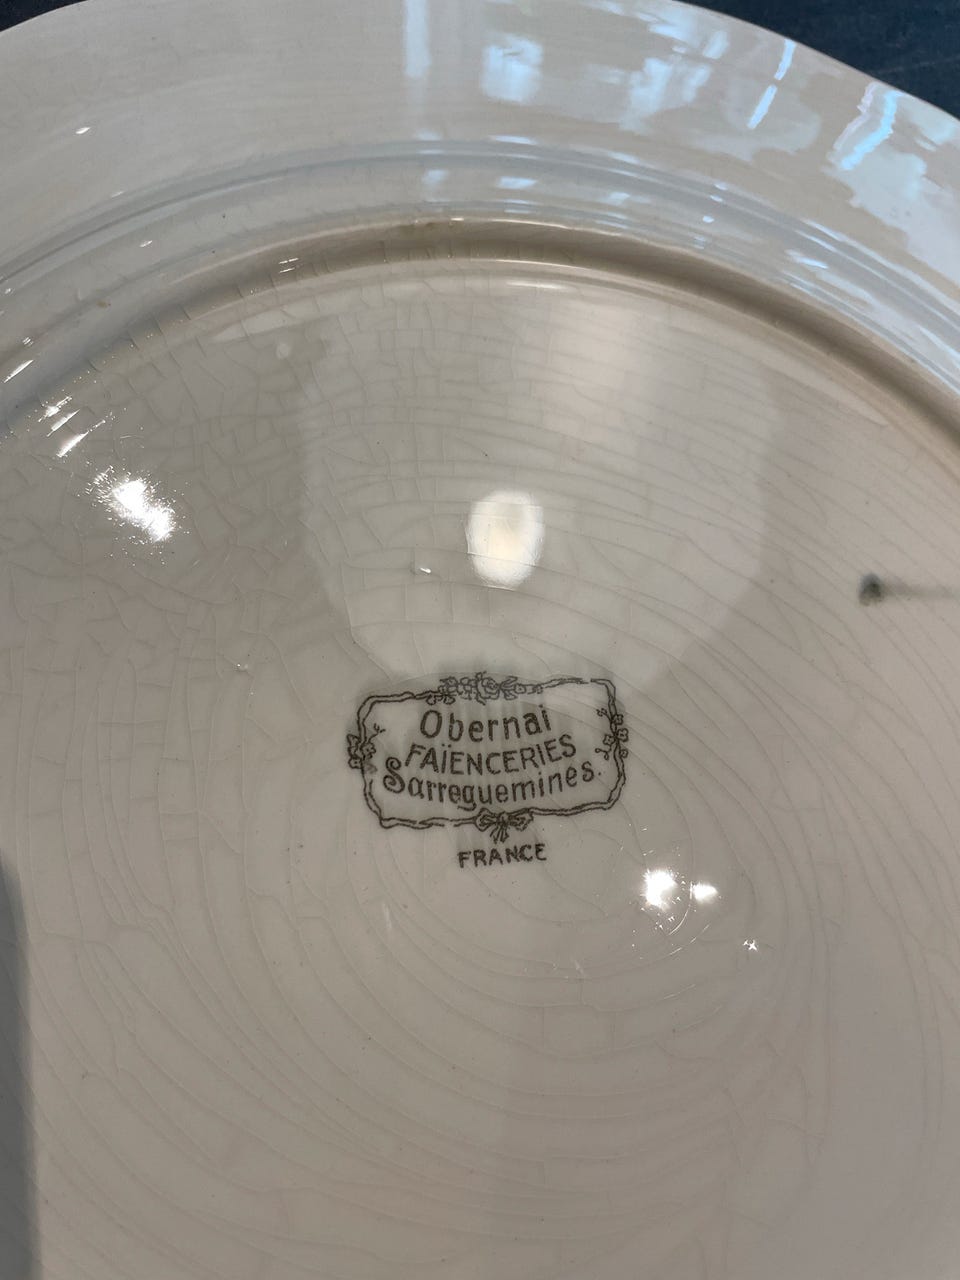 Obernai
FAÏENCERIES
Sarreguemines.
FRANCE